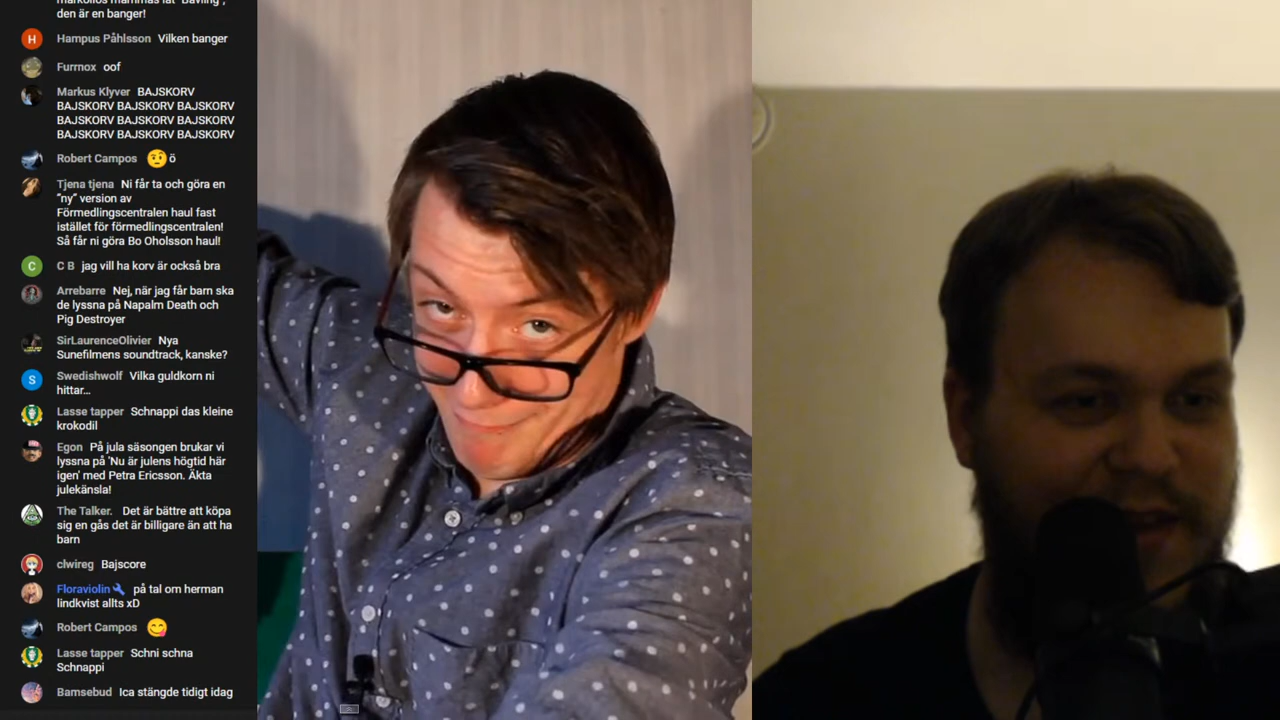 markollos mammas låt "Bävling",
den är en banger!
H Hampus Påhlsson Vilken banger
Furrnox oof
Markus Klyver BAJSKORV
BAJSKORV BAJSKORV BAJSKORV
BAJSKORV BAJSKORV BAJSKORV
BAJSKORV BAJSKORV BAJSKORV
Robert Campos 🤨 ö
Tjena tjena Ni får ta och göra en
"ny" version av
Förmedlingscentralen haul fast
istället för förmedlingscentralen!
Så får ni göra Bo Oholsson haul!
C C B jag vill ha korv är också bra
Arrebarre Nej, när jag får barn ska
de lyssna på Napalm Death och
Pig Destroyer
SirLaurenceOlivier Nya
Sunefilmens soundtrack, kanske?
S Swedishwolf Vilka guldkorn ni
hittar...
Lasse tapper Schnappi das kleine
krokodil
Egon På jula säsongen brukar vi
lyssna på 'Nu är julens högtid här
igen' med Petra Ericsson. Äkta
julekänsla!
The Talker. Det är bättre att köpa
sig en gås det är billigare än att ha
barn
clwireg Bajscore
Floraviolin på tal om herman
lindkvist allts xD
Robert Campos 😋
Lasse tapper Schni schna
Schnappi
Bamsebud Ica stängde tidigt idag